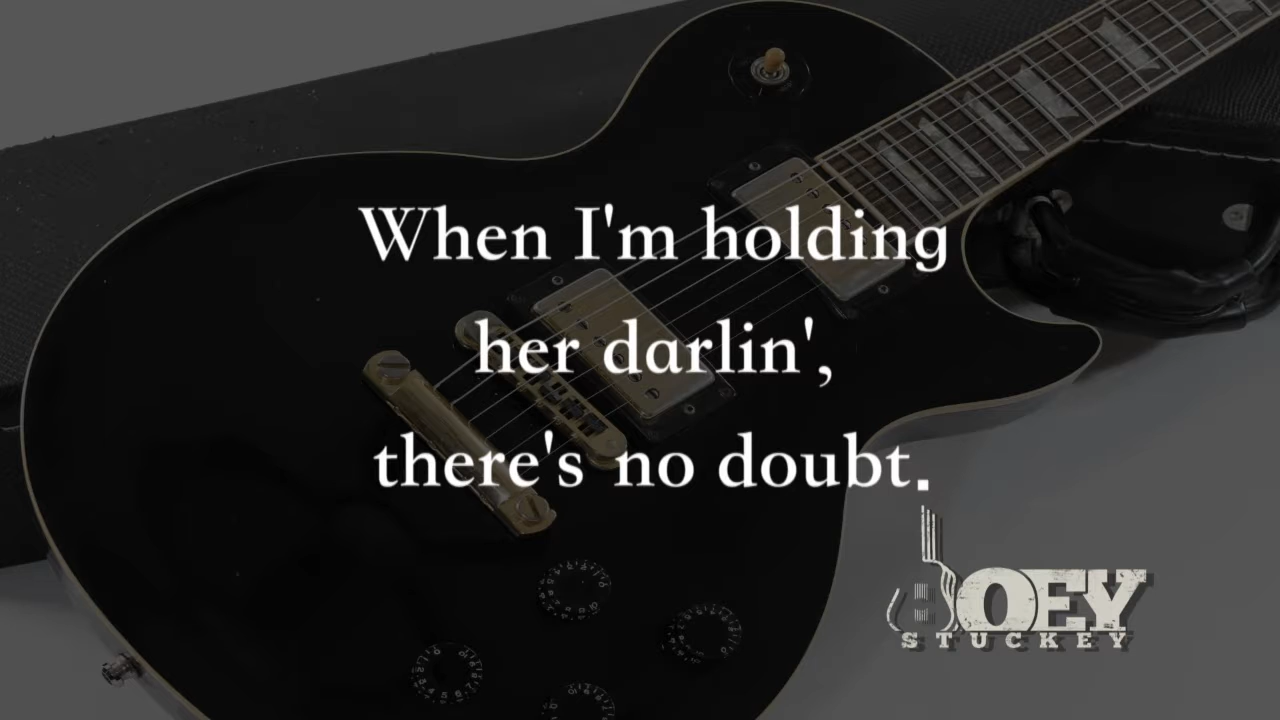 When I'm holding
her darlin',
there's no doubt.
JOEY
STUCKEY